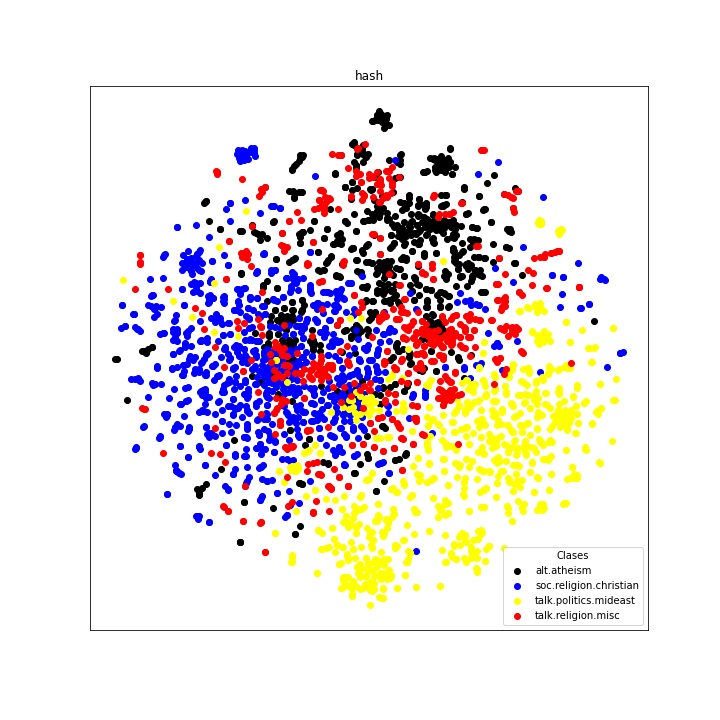 hash
Clases
alt.atheism
soc.religion.christian
talk.politics.mideast
talk.religion.misc